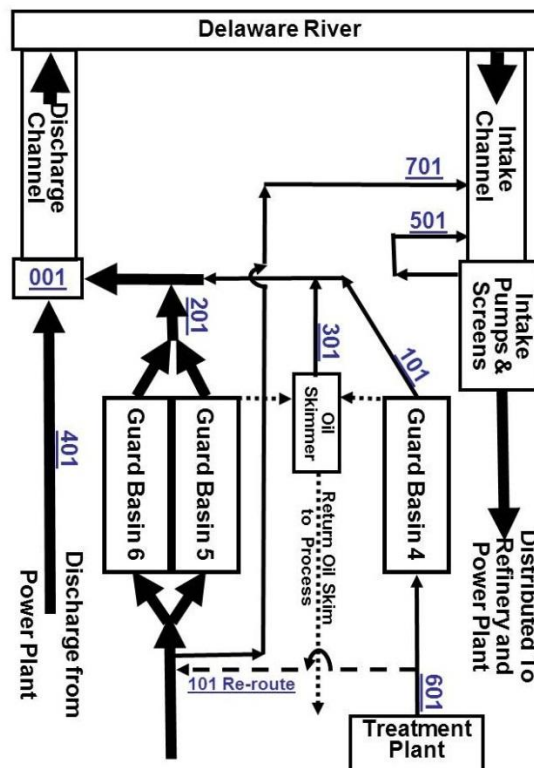 Delaware River
Discharge
Channel
Intake
Channel
701
501
001
Intake
Pumps &
Screens
201
301
101
Oil
Skimmer
401
Guard Basin 6
Guard Basin 5
Guard Basin 4
Return Oil Skim
to Process
Discharge from
Power Plant
Distributed To
Refinery and
Power Plant
101 Re-route
601
Treatment
Plant